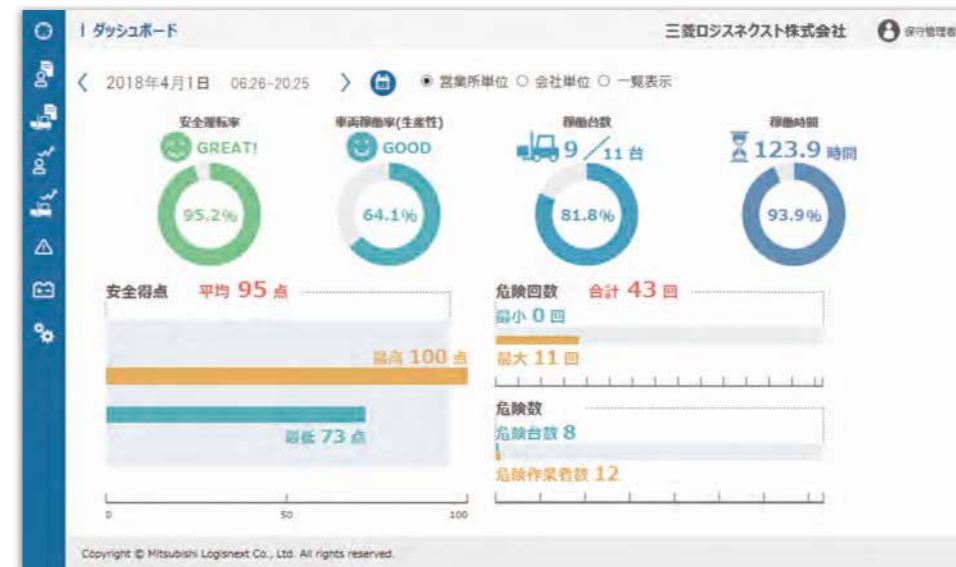 ダッシュボード
三菱ロジスネクスト株式会社
保守管理者
2018年4月1日 06:26-20:25
営業所単位 会社単位 一覧表示
安全運転率
GREAT!
95.2%
車両稼働率(生産性)
GOOD
64.1%
稼働台数
9/11 台
81.8%
稼働時間
123.9 時間
93.9%
安全得点 平均 95 点
最高 100 点
最低 73 点
0 50 100
危険回数 合計 43 回
最小 0 回
最大 11 回
危険数
危険台数 8
危険作業者数 12
Copyright © Mitsubishi Logisnext Co., Ltd. All rights reserved.